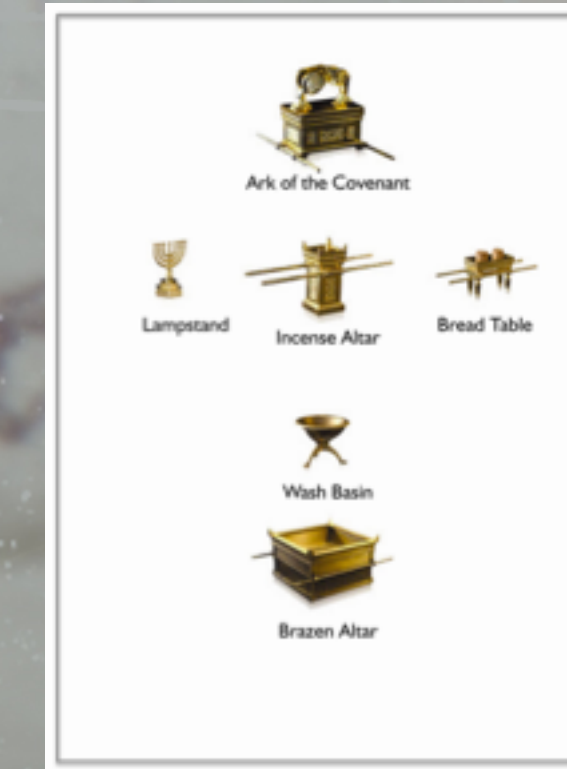 Ark of the Covenant
Lampstand
Incense Altar
Bread Table
Wash Basin
Brazen Altar